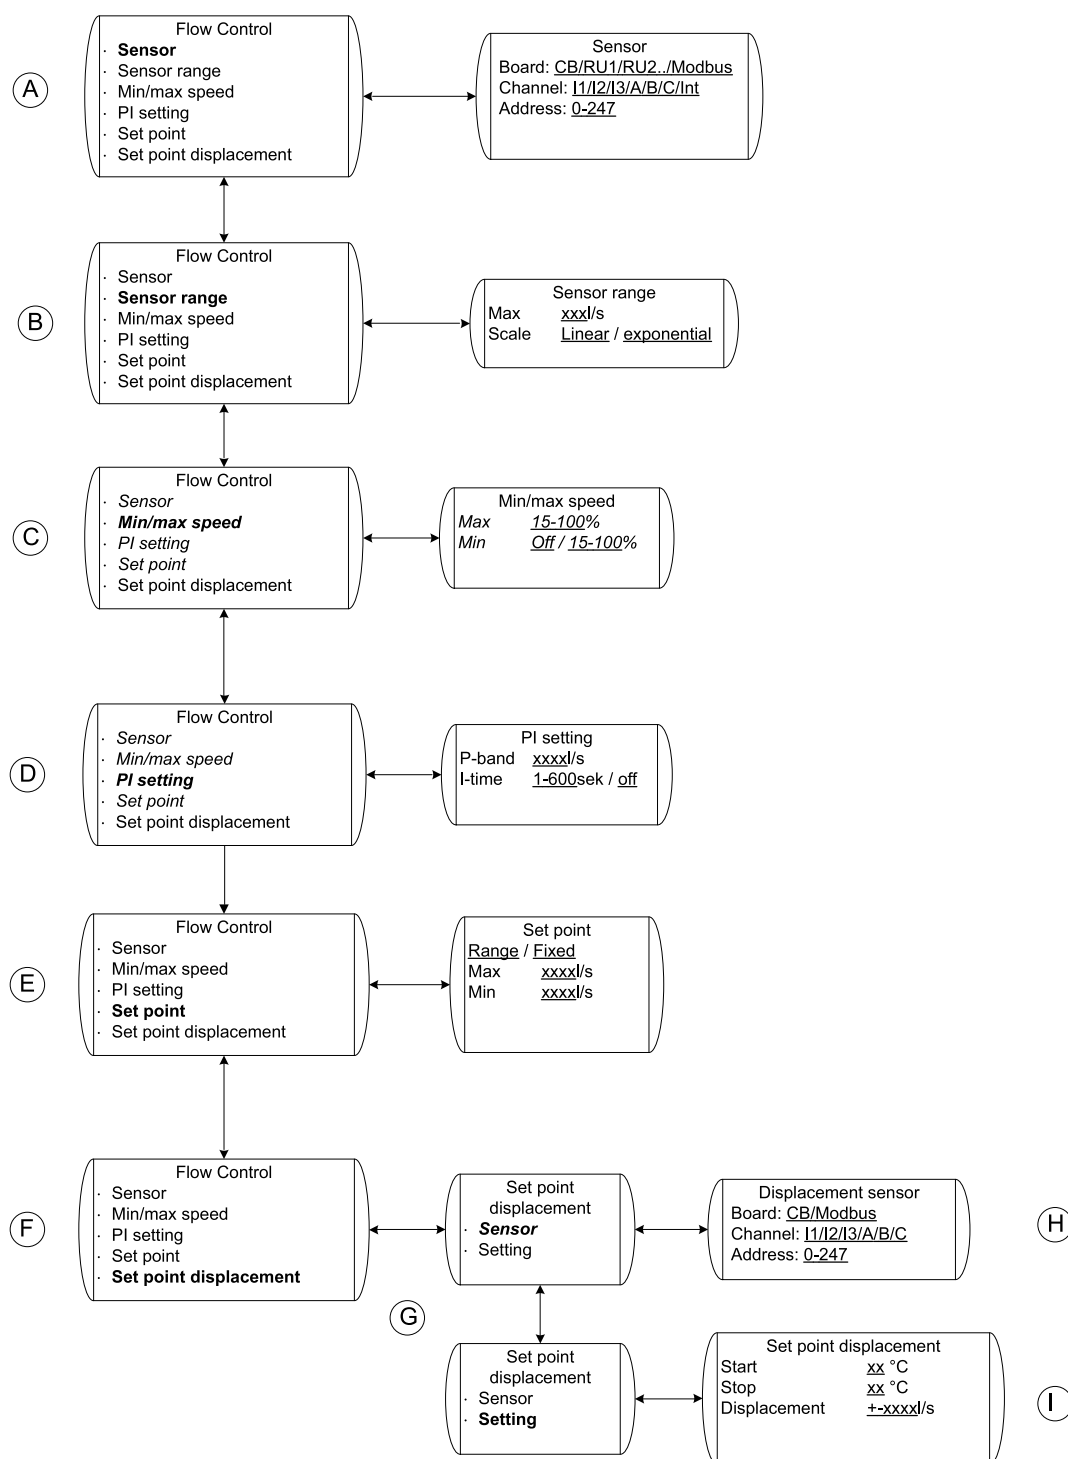 A
Flow Control
· Sensor
· Sensor range
· Min/max speed
· PI setting
· Set point
· Set point displacement
Sensor
Board: CB/RU1/RU2../Modbus
Channel: I1/I2/I3/A/B/C/Int
Address: 0-247
B
Flow Control
· Sensor
· Sensor range
· Min/max speed
· PI setting
· Set point
· Set point displacement
Sensor range
Max xxxl/s
Scale Linear / exponential
C
Flow Control
· Sensor
· Min/max speed
· PI setting
· Set point
· Set point displacement
Min/max speed
Max 15-100%
Min Off / 15-100%
D
Flow Control
· Sensor
· Min/max speed
· PI setting
· Set point
· Set point displacement
PI setting
P-band xxxxl/s
I-time 1-600sek / off
E
Flow Control
· Sensor
· Min/max speed
· PI setting
· Set point
· Set point displacement
Set point
Range / Fixed
Max xxxxl/s
Min xxxxl/s
F
Flow Control
· Sensor
· Min/max speed
· PI setting
· Set point
· Set point displacement
Set point
displacement
· Sensor
· Setting
Displacement sensor
Board: CB/Modbus
Channel: I1/I2/I3/A/B/C
Address: 0-247
H
G
Set point
displacement
· Sensor
· Setting
Set point displacement
Start xx °C
Stop xx °C
Displacement +-xxxxl/s
I